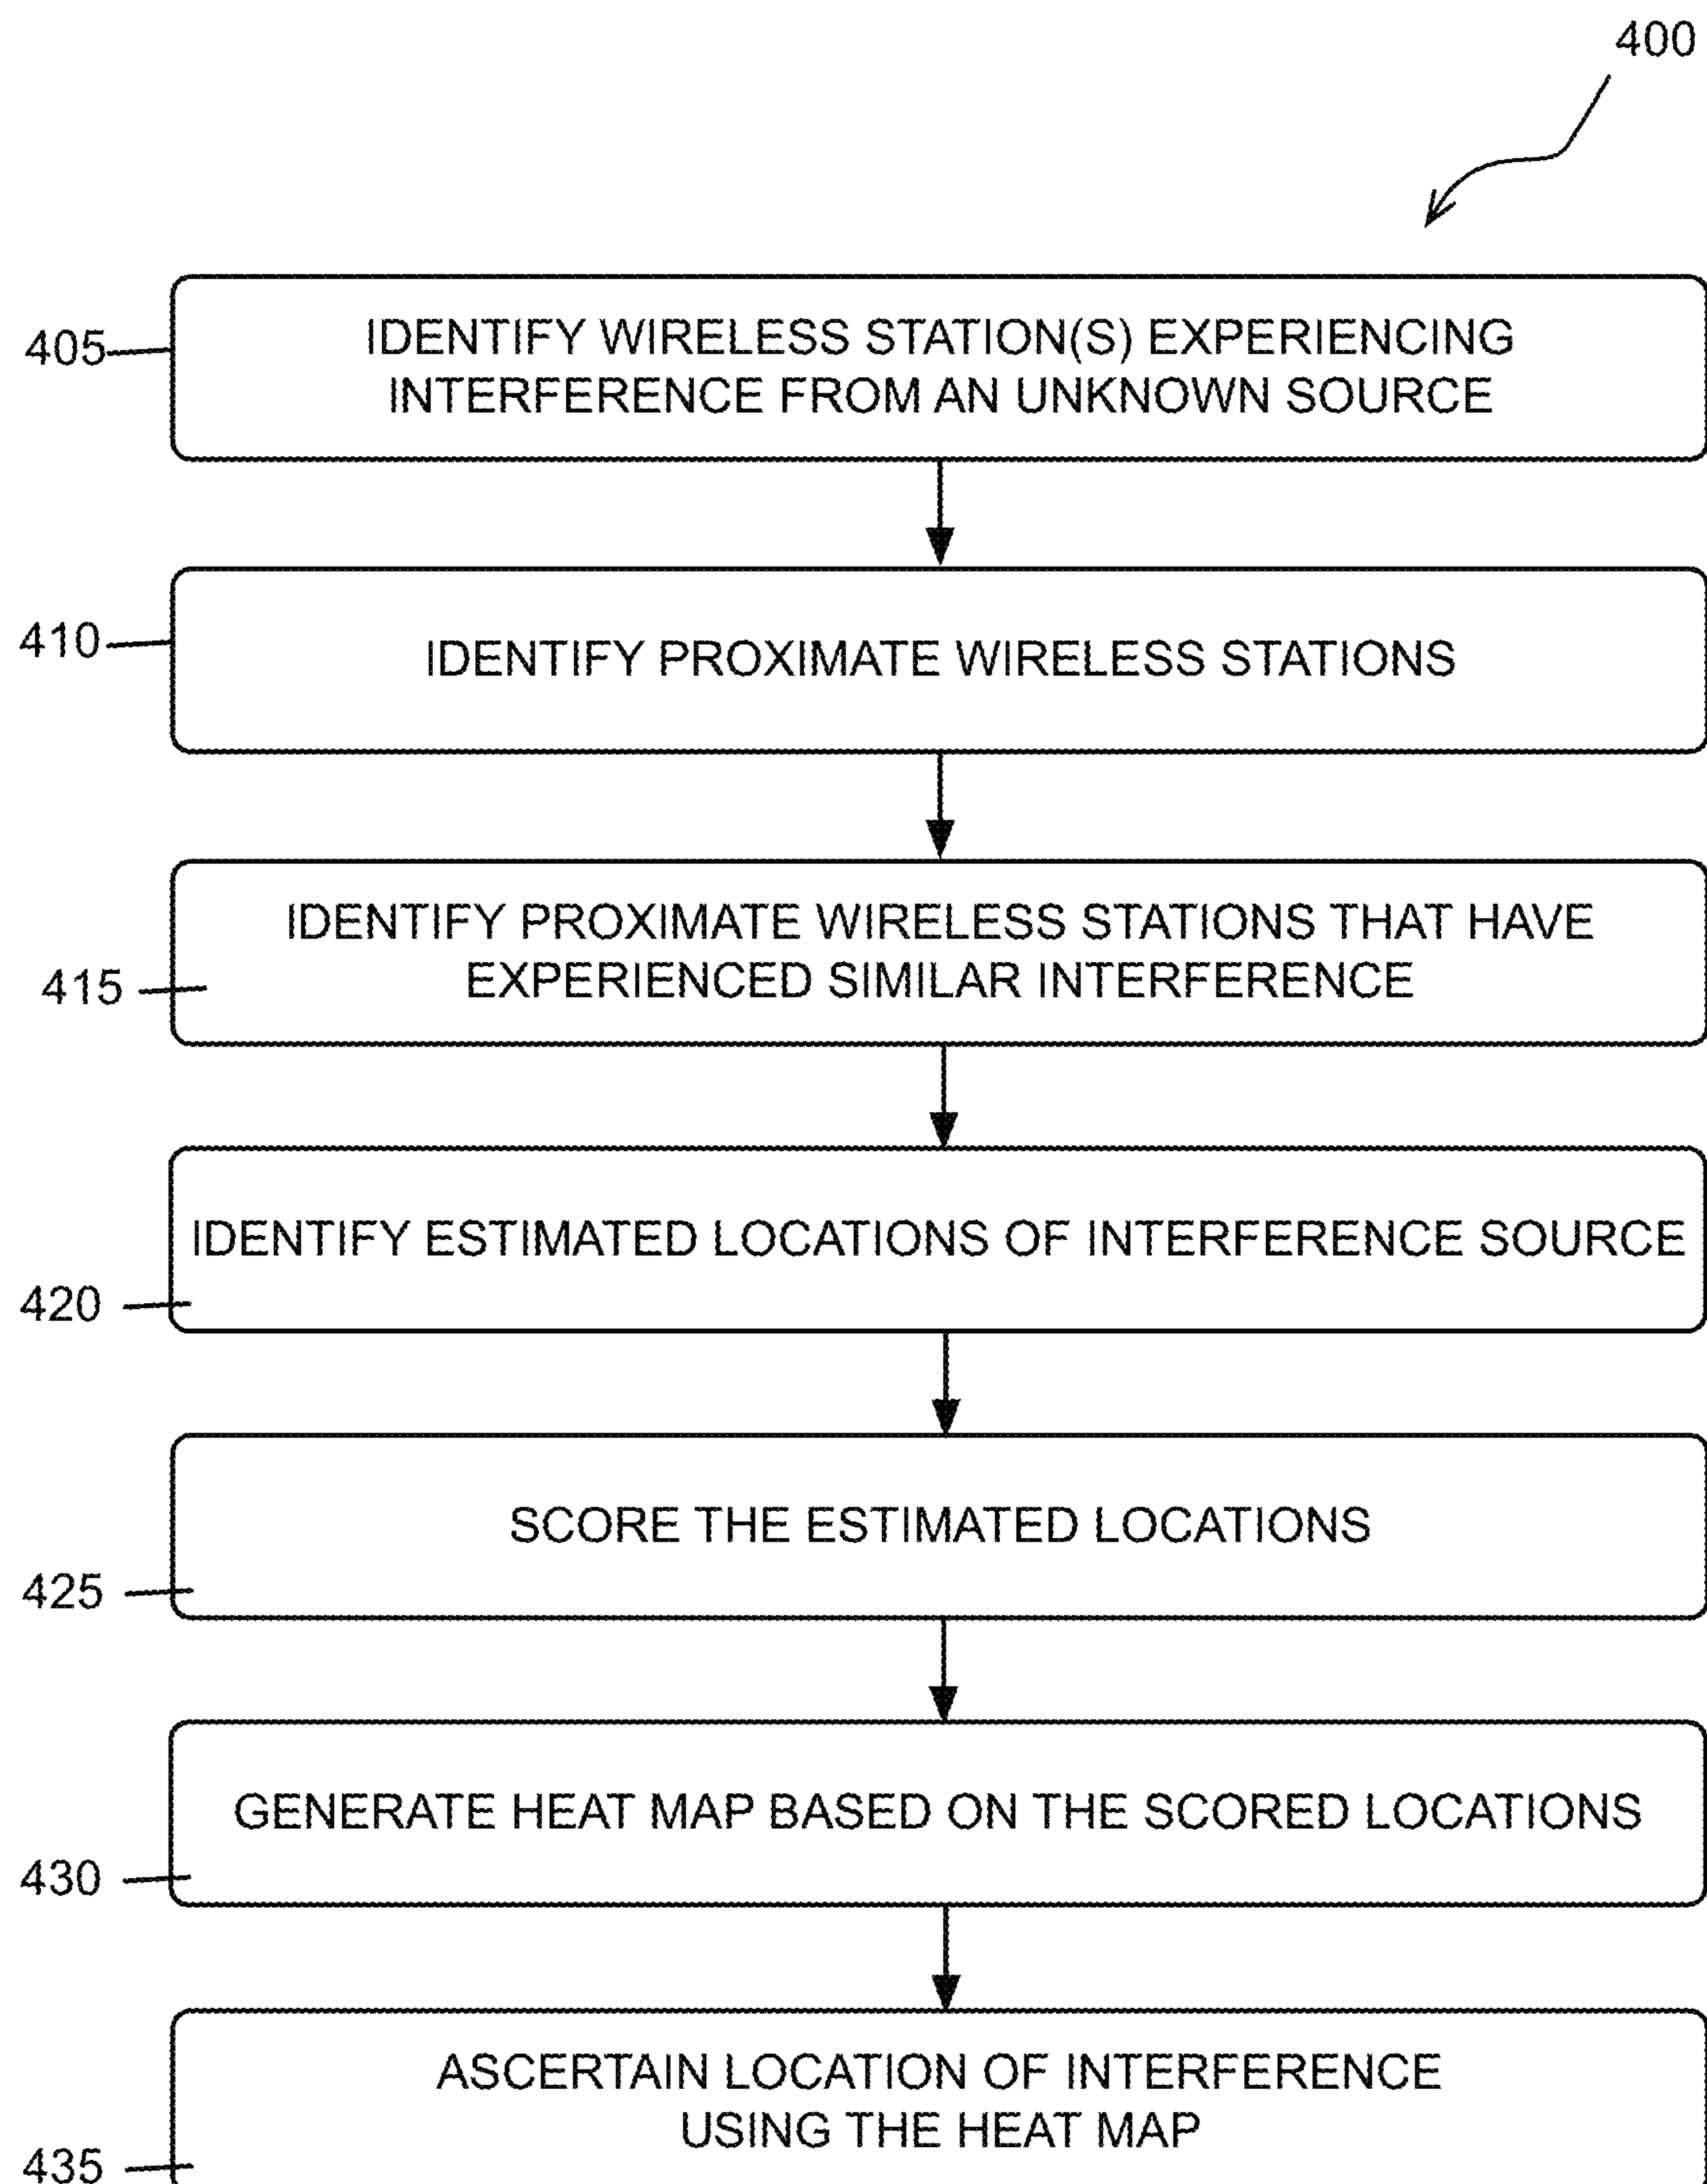 400
405
IDENTIFY WIRELESS STATION(S) EXPERIENCING
INTERFERENCE FROM AN UNKNOWN SOURCE
410
IDENTIFY PROXIMATE WIRELESS STATIONS
IDENTIFY PROXIMATE WIRELESS STATIONS THAT HAVE
EXPERIENCED SIMILAR INTERFERENCE
415
IDENTIFY ESTIMATED LOCATIONS OF INTERFERENCE SOURCE
420
SCORE THE ESTIMATED LOCATIONS
425
GENERATE HEAT MAP BASED ON THE SCORED LOCATIONS
430
ASCERTAIN LOCATION OF INTERFERENCE
USING THE HEAT MAP
435